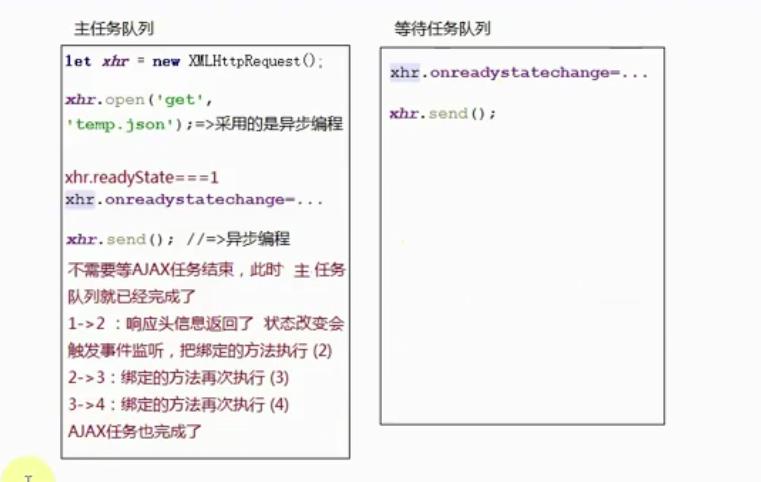 主任务队列
let xhr = new XMLHttpRequest();
xhr.open('get',
'temp.json');=>采用的是异步编程
xhr.readyState===1
xhr.onreadystatechange=...
xhr.send(); //=>异步编程
不需要等AJAX任务结束，此时 主 任务
队列就已经完成了
1->2 ：响应头信息返回了 状态改变会
触发事件监听，把绑定的方法执行 (2)
2->3：绑定的方法再次执行 (3)
3->4：绑定的方法再次执行 (4)
AJAX任务也完成了
等待任务队列
xhr.onreadystatechange=...
xhr.send();